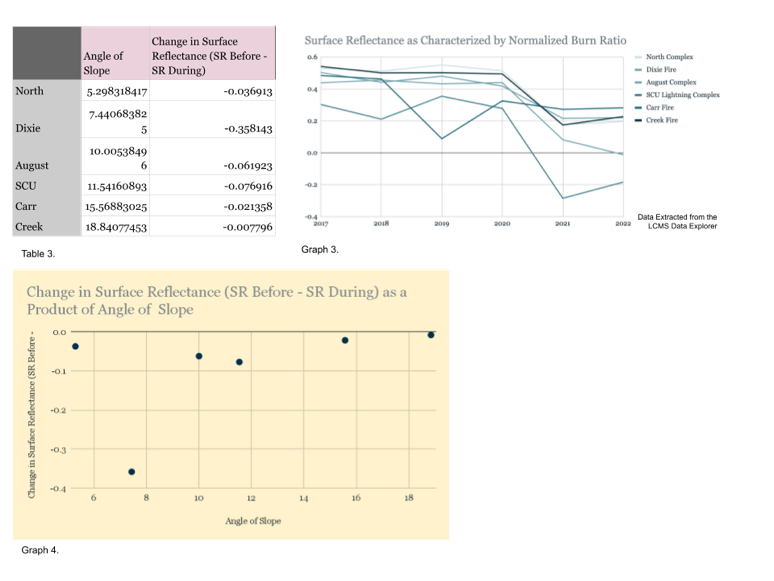 Angle of Slope
Change in Surface Reflectance (SR Before - SR During)
North 5.298318417 -0.036913
Dixie 7.440683825 -0.358143
August 10.00538496 -0.061923
SCU 11.54160893 -0.076916
Carr 15.56883025 -0.021358
Creek 18.84077453 -0.007796
Table 3.
Surface Reflectance as Characterized by Normalized Burn Ratio
0.6
0.4
0.2
0.0
-0.2
-0.4
2017 2018 2019 2020 2021 2022
North Complex
Dixie Fire
August Complex
SCU Lightning Complex
Carr Fire
Creek Fire
Data Extracted from the
LCMS Data Explorer
Graph 3.
Change in Surface Reflectance (SR Before - SR During) as a
Product of Angle of Slope
Change in Surface Reflectance (SR Before -
0.0
-0.1
-0.2
-0.3
-0.4
6 8 10 12 14 16 18
Angle of Slope
Graph 4.